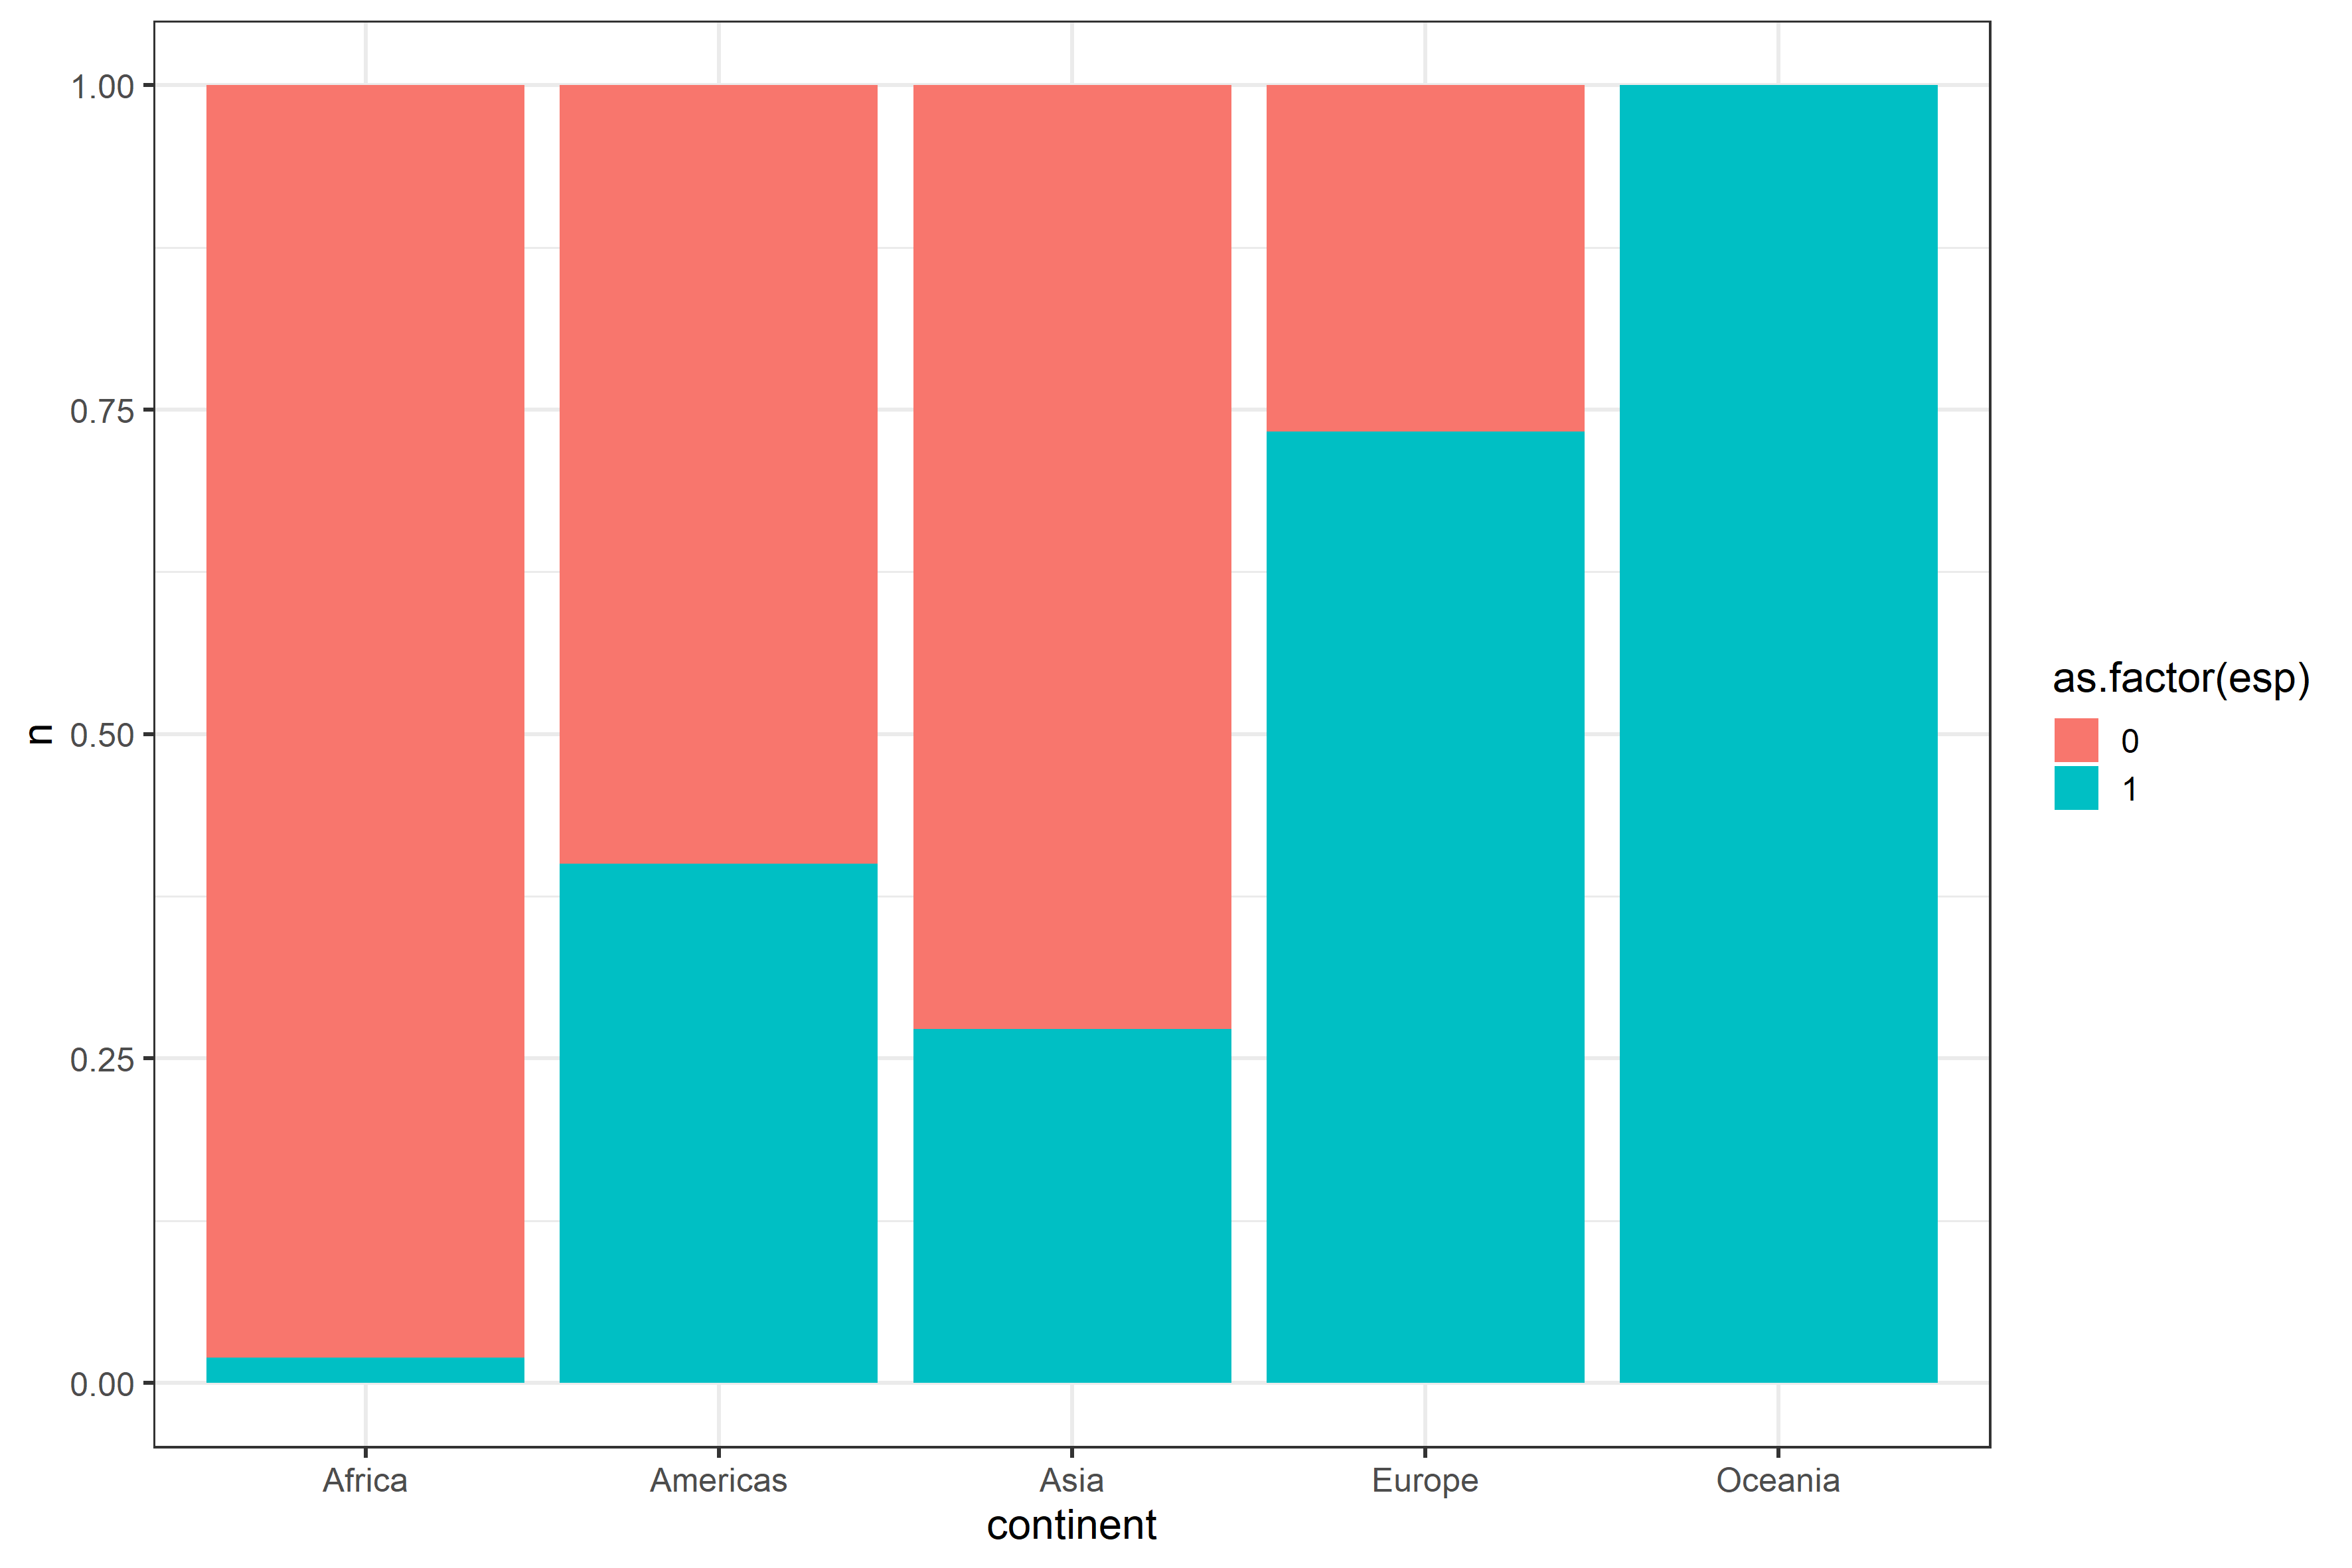 1.00
0.75
0.50
0.25
0.00
n
Africa Americas Asia Europe Oceania
continent
as.factor(esp)
0
1